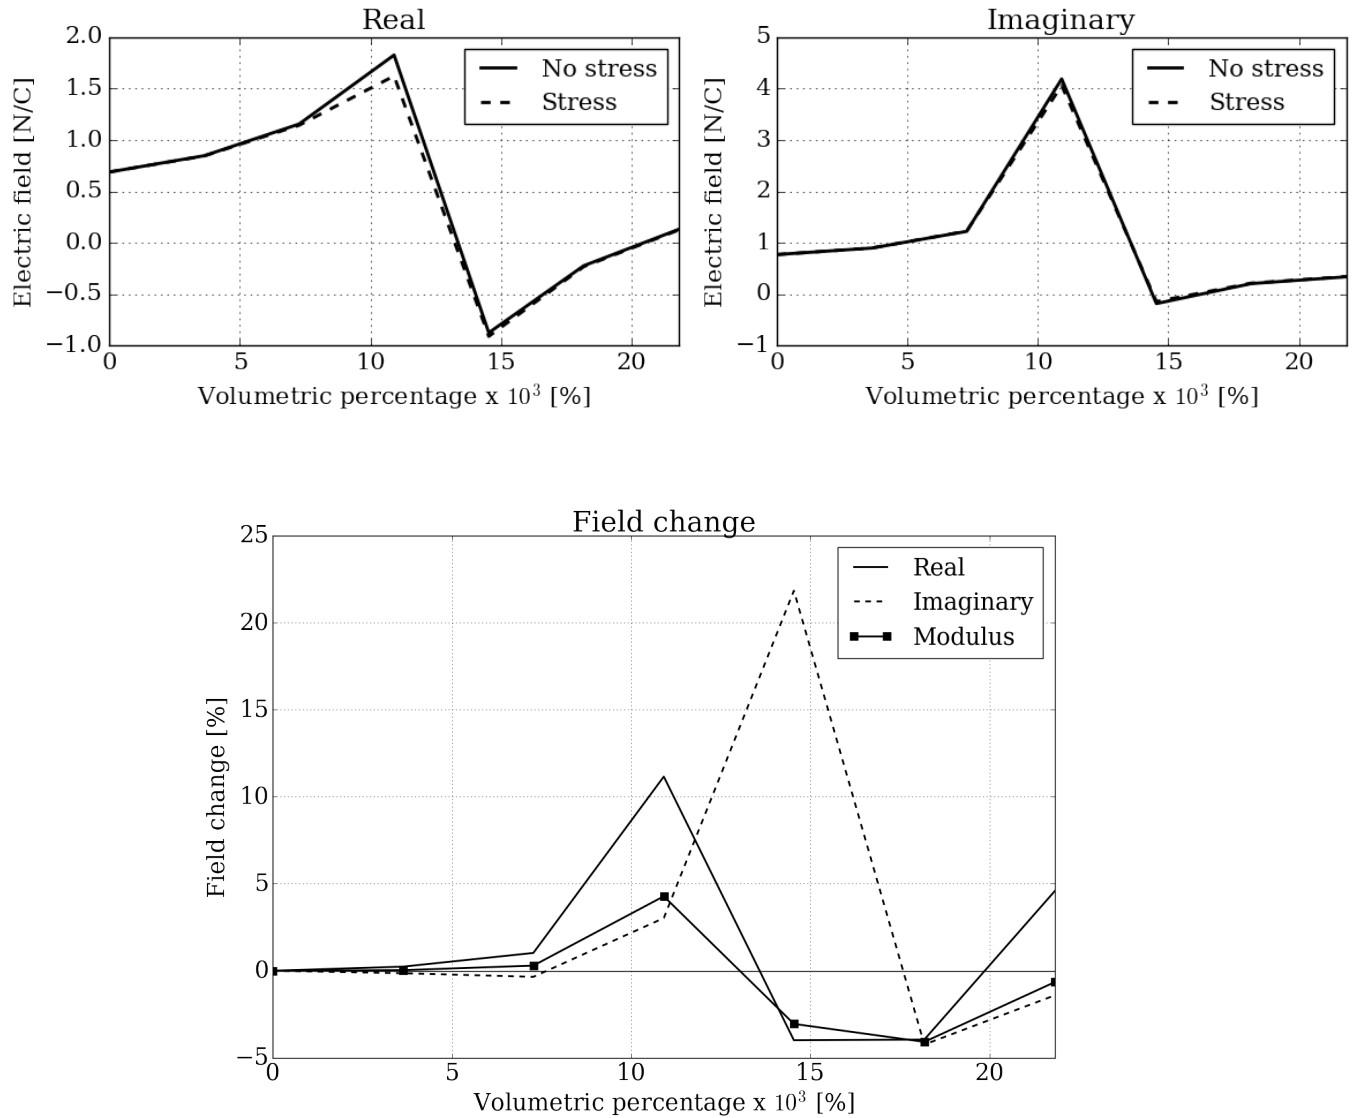 Real
Electric field [N/C]
2.0
1.5
1.0
0.5
0.0
−0.5
−1.0
No stress
Stress
0 5 10 15 20
Volumetric percentage x 10³ [%]
Imaginary
Electric field [N/C]
5
4
3
2
1
0
−1
No stress
Stress
0 5 10 15 20
Volumetric percentage x 10³ [%]
Field change
Field change [%]
25
20
15
10
5
0
−5
Real
Imaginary
Modulus
0 5 10 15 20
Volumetric percentage x 10³ [%]